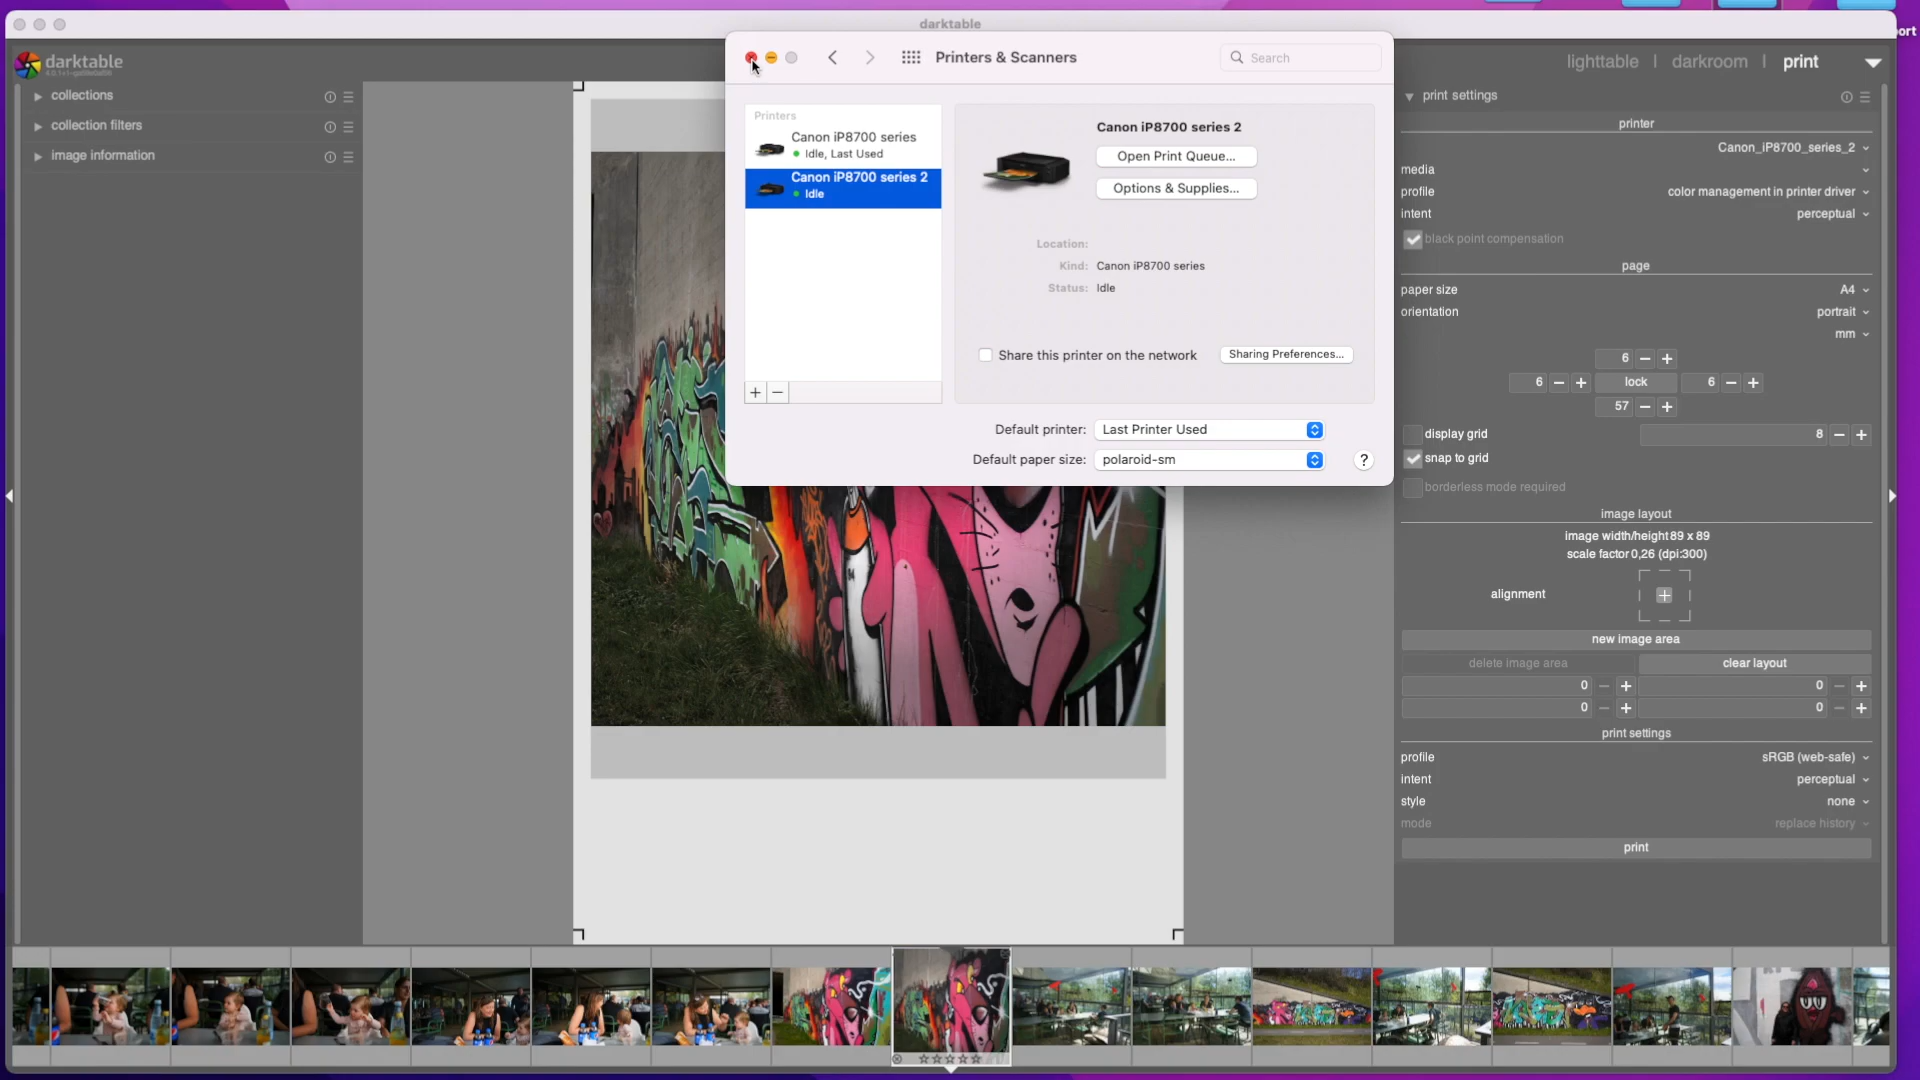 darktable
ort
darktable
lighttable | darkroom | print
collections
collection filters
image information
Printers & Scanners
Search
Printers
Canon iP8700 series
Idle, Last Used
Canon iP8700 series 2
Idle
Canon iP8700 series 2
Open Print Queue...
Options & Supplies...
Location:
Kind: Canon iP8700 series
Status: Idle
Share this printer on the network
Sharing Preferences...
+ −
Default printer: Last Printer Used
Default paper size: polaroid-sm
?
print settings
printer
Canon_iP8700_series_2
media
profile color management in printer driver
intent perceptual
black point compensation
page
paper size A4
orientation portrait
mm
6 − +
6 − + lock 6 − +
57 − +
display grid 8 − +
snap to grid
borderless mode required
image layout
image width/height 89 x 89
scale factor 0,26 (dpi:300)
alignment
new image area
delete image area clear layout
0 − + 0 − +
0 − + 0 − +
print settings
profile sRGB (web-safe)
intent perceptual
style none
mode replace history
print